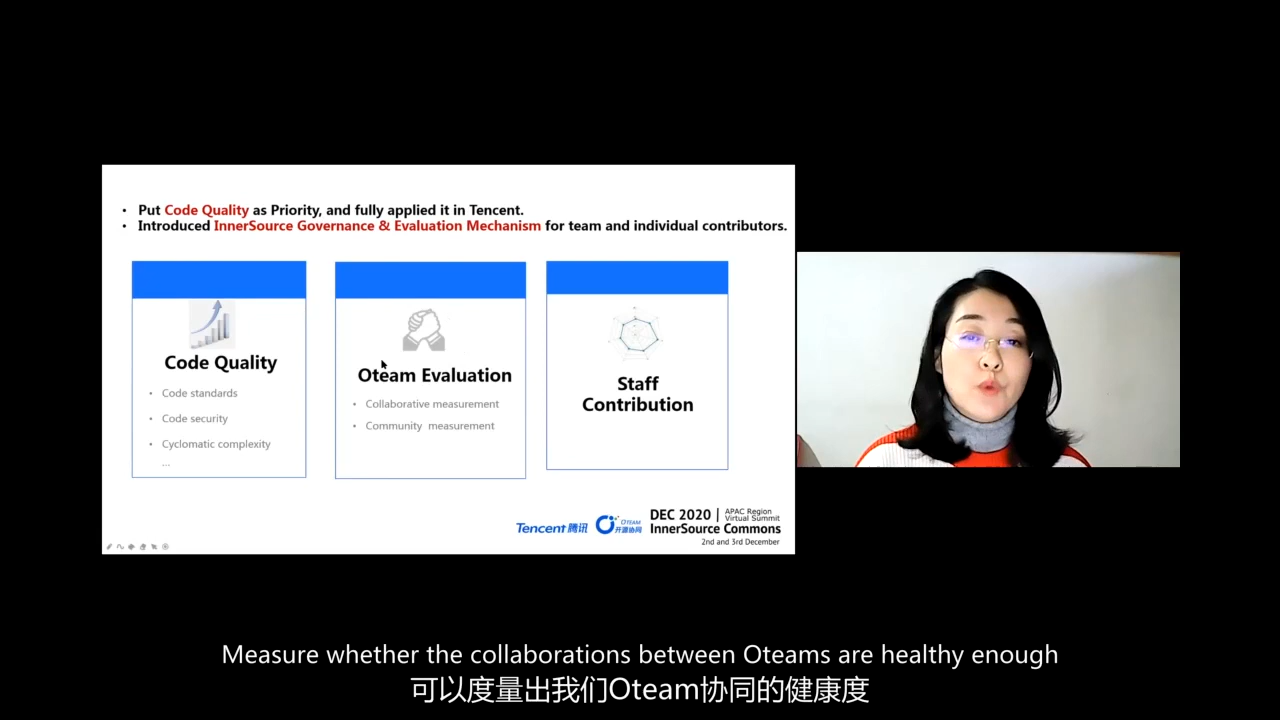 • Put Code Quality as Priority, and fully applied it in Tencent.
• Introduced InnerSource Governance & Evaluation Mechanism for team and individual contributors.
Code Quality
• Code standards
• Code security
• Cyclomatic complexity
...
Oteam Evaluation
• Collaborative measurement
• Community measurement
Staff
Contribution
Tencent 腾讯
OTEAM
开源协同
DEC 2020 | APAC Region
Virtual Summit
InnerSource Commons
2nd and 3rd December
Measure whether the collaborations between Oteams are healthy enough
可以度量出我们Oteam协同的健康度